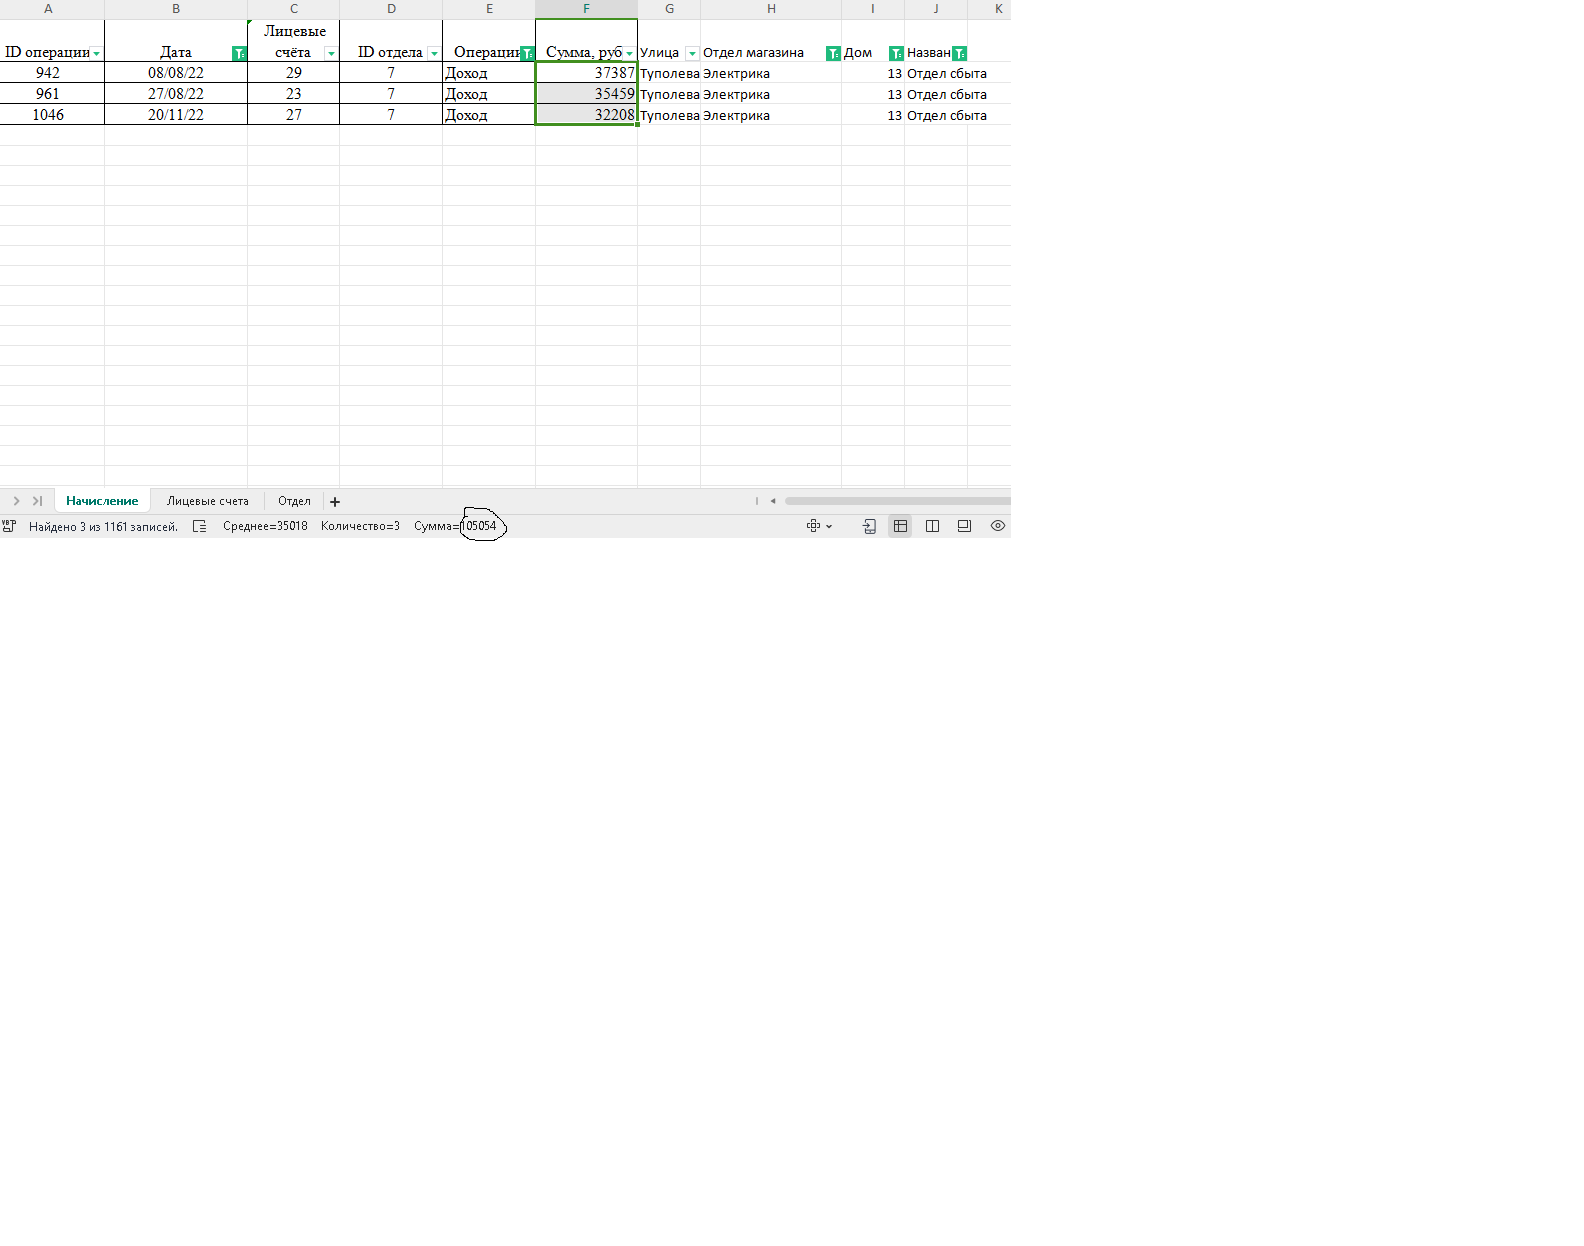 A B C D E F G H I J K
Лицевые
ID операции Дата счёта ID отдела Операции Сумма, руб Улица Отдел магазина Дом Назван
942 08/08/22 29 7 Доход 37387 Туполева Электрика 13 Отдел сбыта
961 27/08/22 23 7 Доход 35459 Туполева Электрика 13 Отдел сбыта
1046 20/11/22 27 7 Доход 32208 Туполева Электрика 13 Отдел сбыта
Начисление Лицевые счета Отдел +
Найдено 3 из 1161 записей. Среднее=35018 Количество=3 Сумма=105054